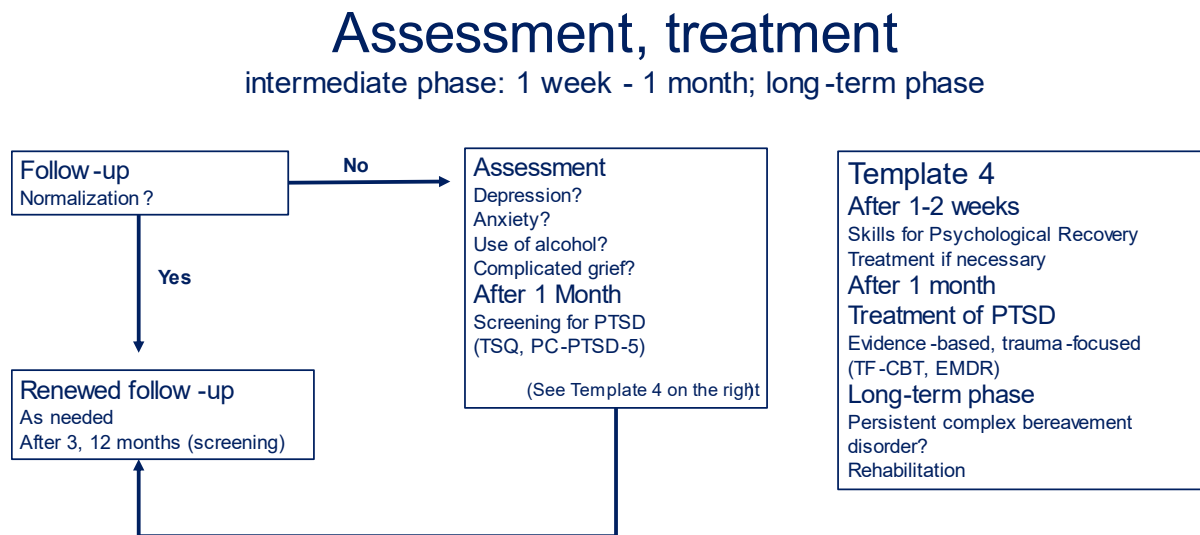 Assessment, treatment
intermediate phase: 1 week - 1 month; long-term phase
Follow-up
Normalization?
No
Yes
Renewed follow-up
As needed
After 3, 12 months (screening)
Assessment
Depression?
Anxiety?
Use of alcohol?
Complicated grief?
After 1 Month
Screening for PTSD
(TSQ, PC-PTSD-5)
(See Template 4 on the right)
Template 4
After 1-2 weeks
Skills for Psychological Recovery
Treatment if necessary
After 1 month
Treatment of PTSD
Evidence-based, trauma-focused
(TF-CBT, EMDR)
Long-term phase
Persistent complex bereavement
disorder?
Rehabilitation